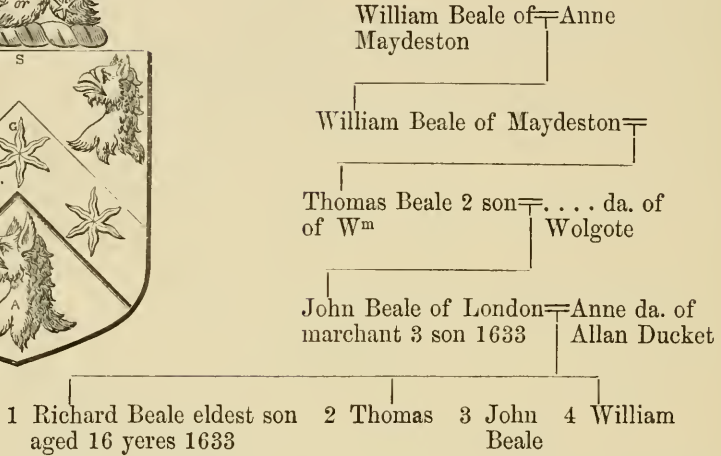 or
S
William Beale of Anne
Maydeston
G
William Beale of Maydeston
Thomas Beale 2 son . . . . da. of
of Wᵐ Wolgote
A
John Beale of London Anne da. of
marchant 3 son 1633 Allan Ducket
1 Richard Beale eldest son 2 Thomas 3 John 4 William
aged 16 yeres 1633 Beale